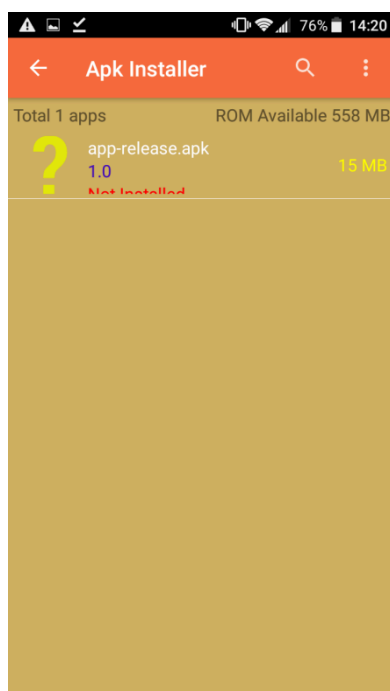 76% 14:20
Apk Installer
Total 1 apps ROM Available 558 MB
app-release.apk
1.0 15 MB
Not Installed